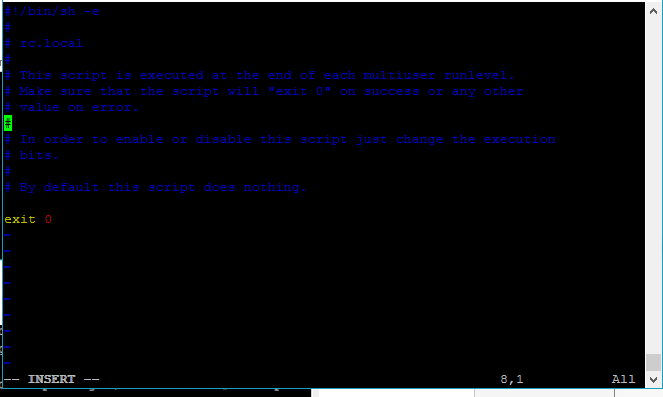 #!/bin/sh -e
#
# rc.local
#
# This script is executed at the end of each multiuser runlevel.
# Make sure that the script will "exit 0" on success or any other
# value on error.
#
# In order to enable or disable this script just change the execution
# bits.
#
# By default this script does nothing.

exit 0
~
~
~
~
~
~
~
~
~
-- INSERT -- 8,1 All